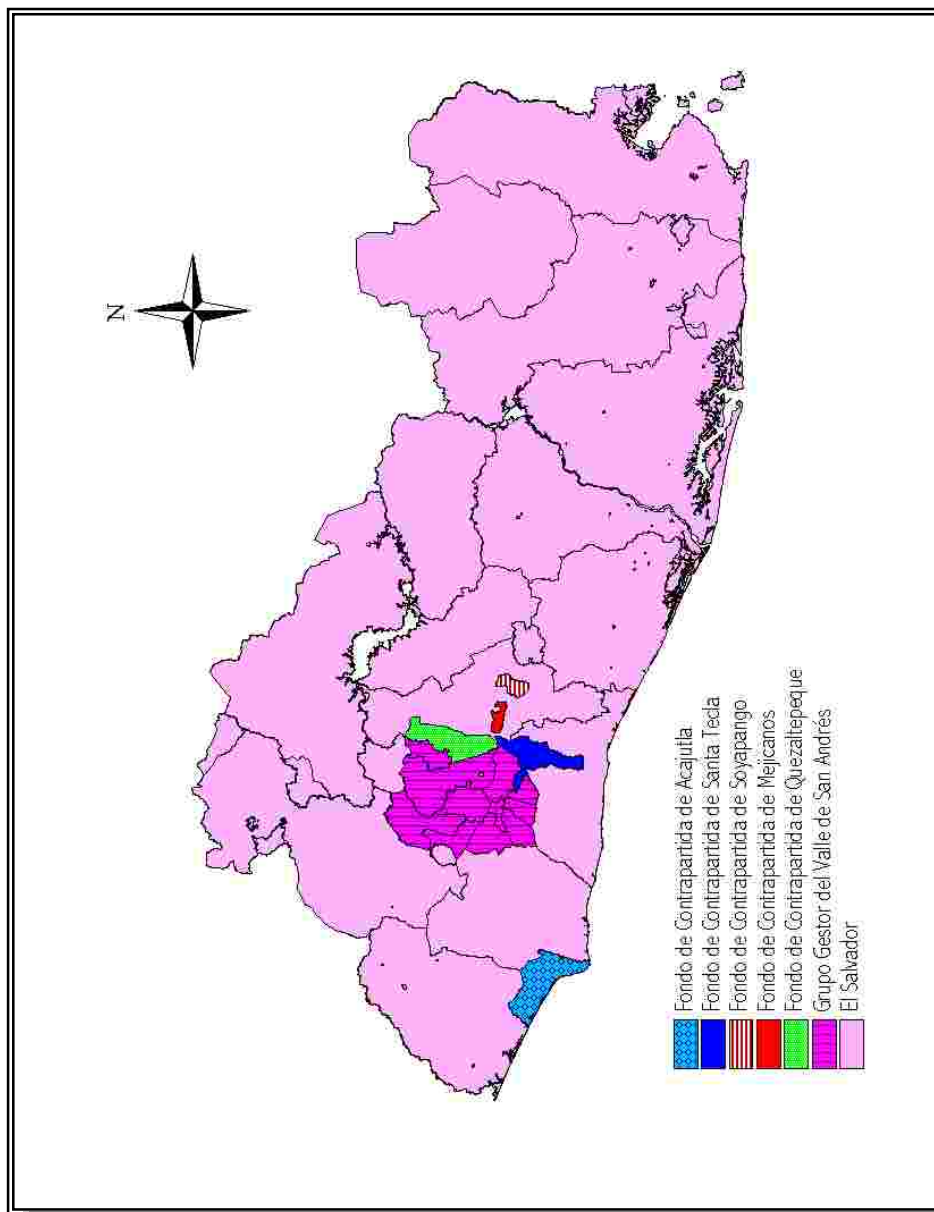 N
Fondo de Contrapartida de Acajutla
Fondo de Contrapartida de Santa Tecla
Fondo de Contrapartida de Soyapango
Fondo de Contrapartida de Mejicanos
Fondo de Contrapartida de Quezaltepeque
Grupo Gestor del Valle de San Andrés
El Salvador